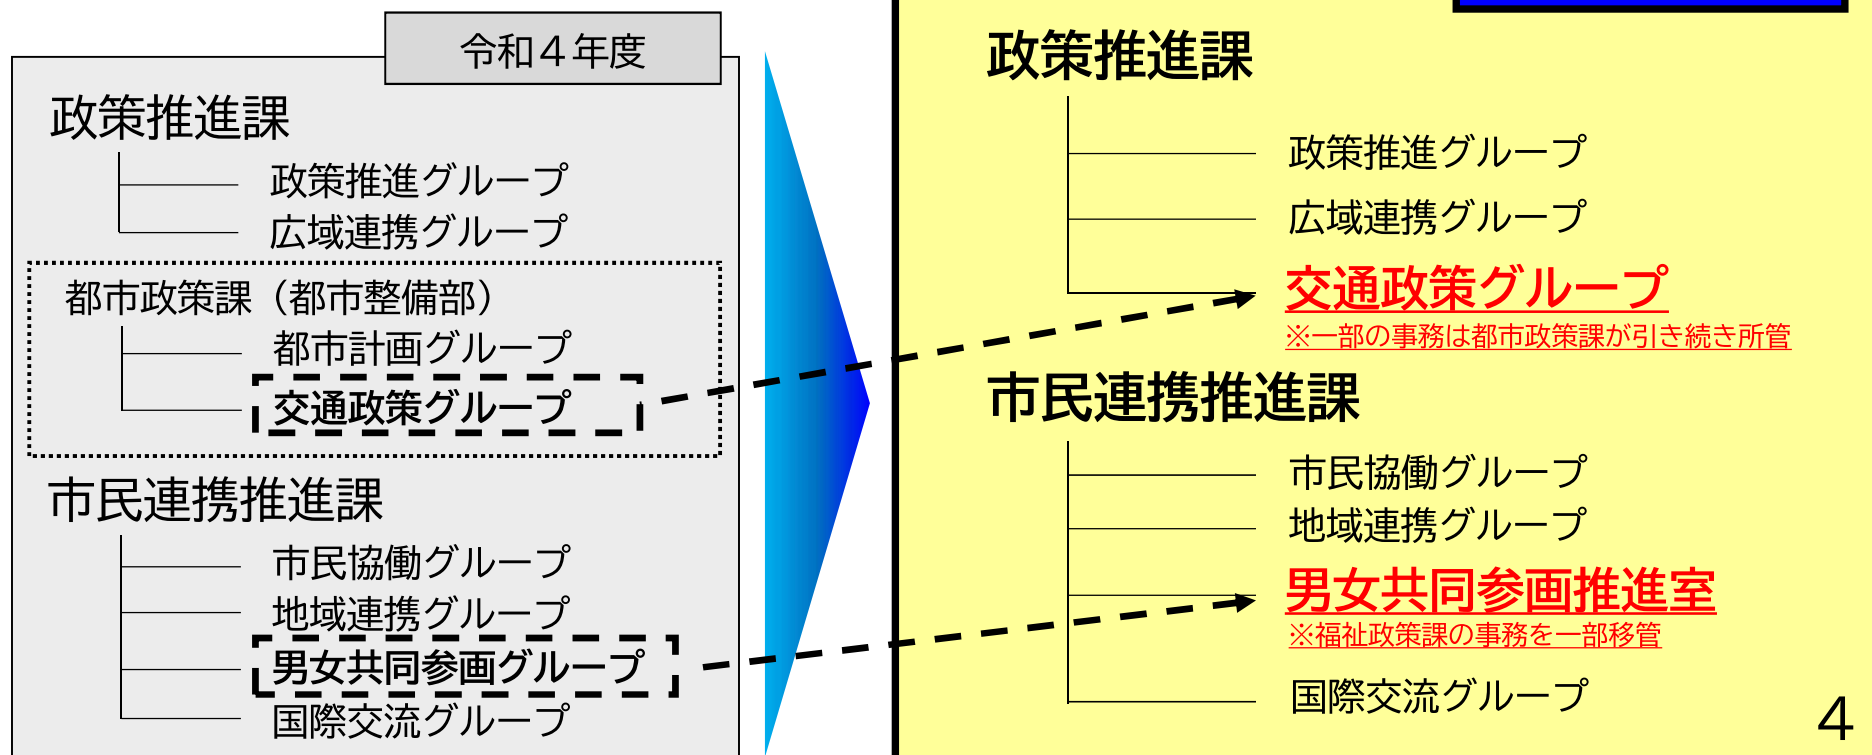 令和４年度
政策推進課
政策推進グループ
広域連携グループ
都市政策課（都市整備部）
都市計画グループ
交通政策グループ
市民連携推進課
市民協働グループ
地域連携グループ
男女共同参画グループ
国際交流グループ
政策推進課
政策推進グループ
広域連携グループ
交通政策グループ
※一部の事務は都市政策課が引き続き所管
市民連携推進課
市民協働グループ
地域連携グループ
男女共同参画推進室
※福祉政策課の事務を一部移管
国際交流グループ
4